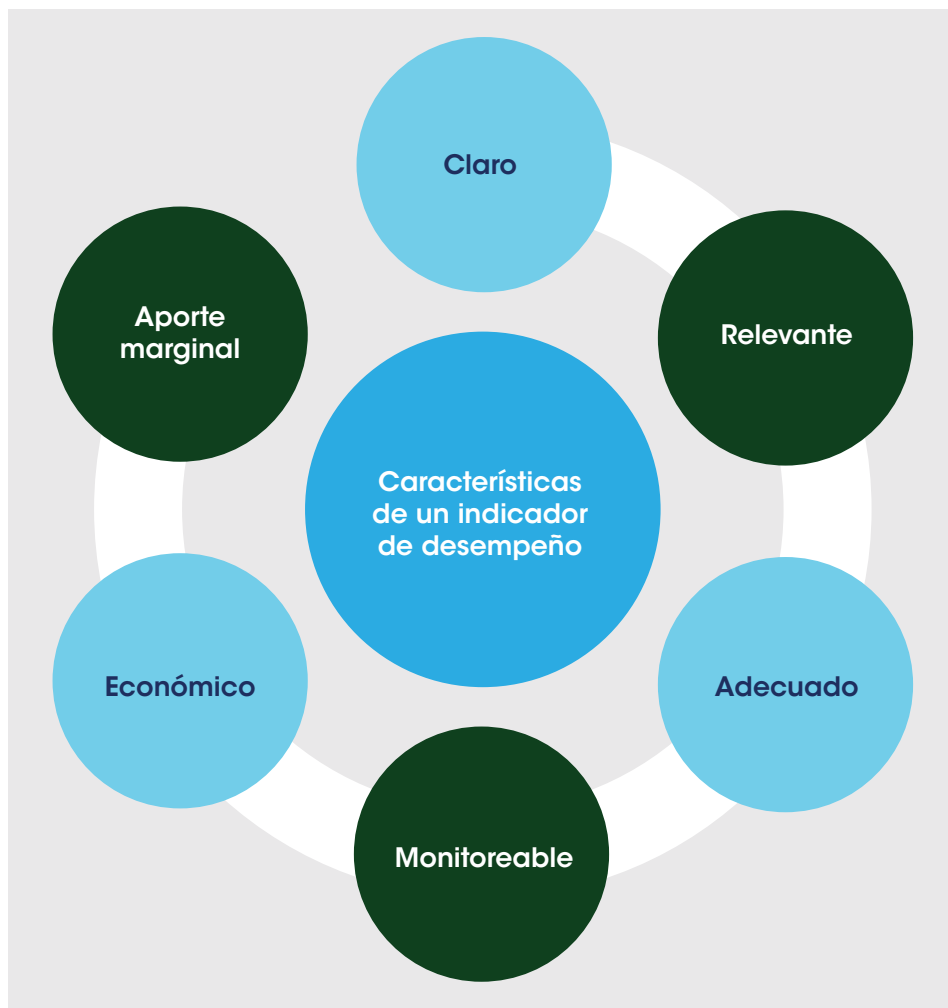 Claro
Relevante
Adecuado
Monitoreable
Económico
Aporte
marginal
Características
de un indicador
de desempeño